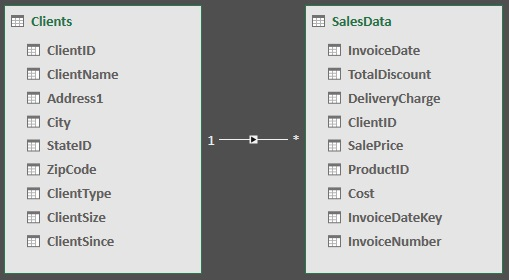 Clients
ClientID
ClientName
Address1
City
StateID
ZipCode
ClientType
ClientSize
ClientSince
1
*
SalesData
InvoiceDate
TotalDiscount
DeliveryCharge
ClientID
SalePrice
ProductID
Cost
InvoiceDateKey
InvoiceNumber